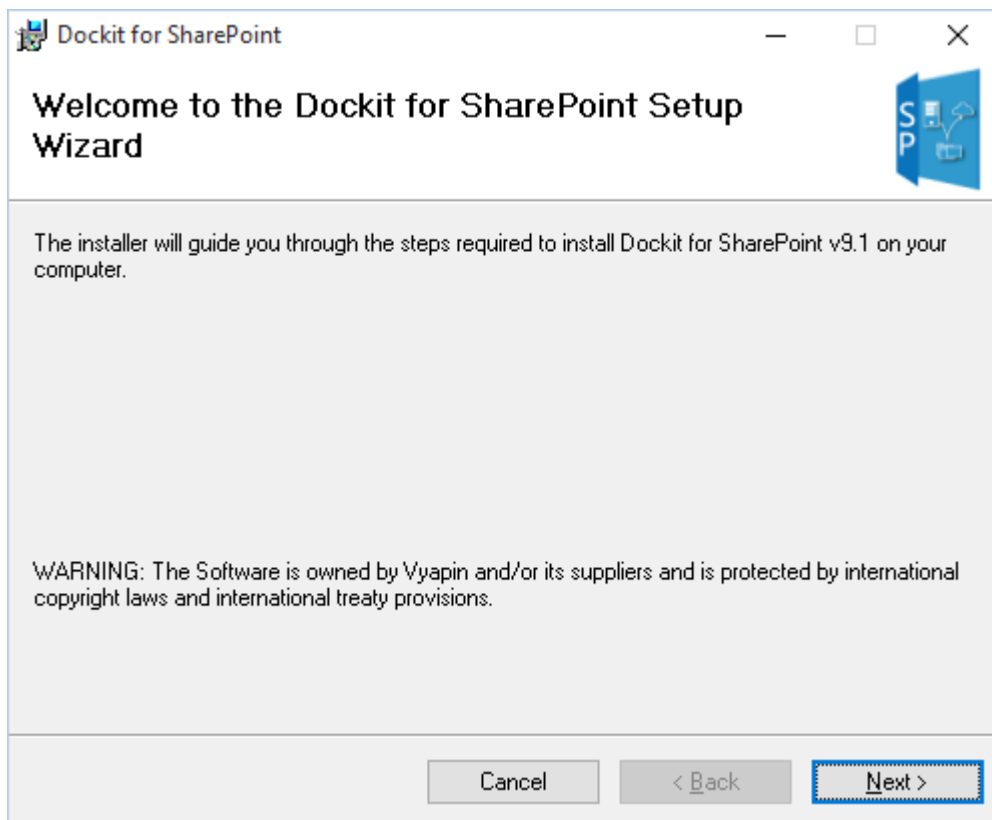 Dockit for SharePoint
Welcome to the Dockit for SharePoint Setup
Wizard
S
P
The installer will guide you through the steps required to install Dockit for SharePoint v9.1 on your
computer.
WARNING: The Software is owned by Vyapin and/or its suppliers and is protected by international
copyright laws and international treaty provisions.
Cancel
< Back
Next >